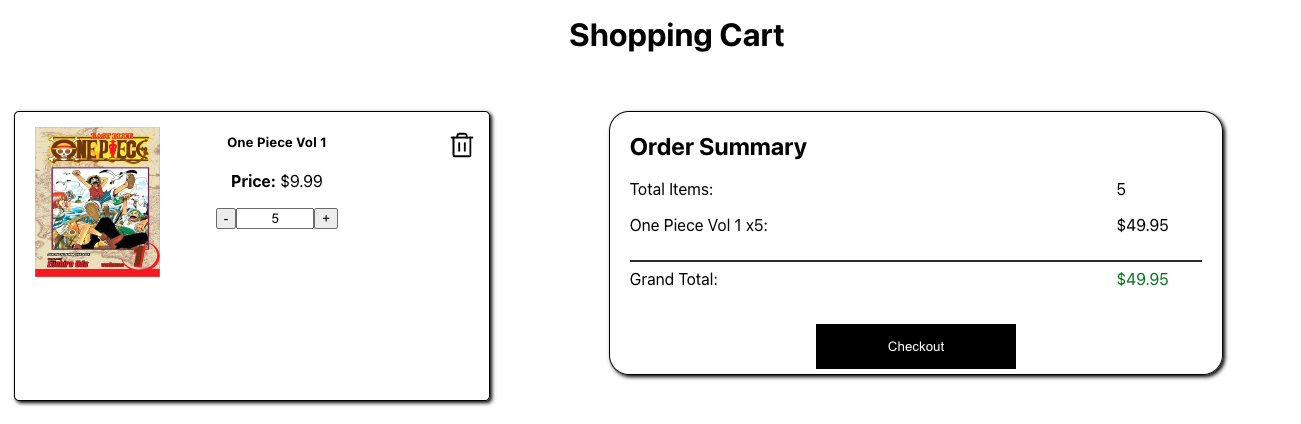 Shopping Cart
ONE PIECE
1
One Piece Vol 1
Price: $9.99
- 5 +
Order Summary
Total Items: 5
One Piece Vol 1 x5: $49.95
Grand Total: $49.95
Checkout